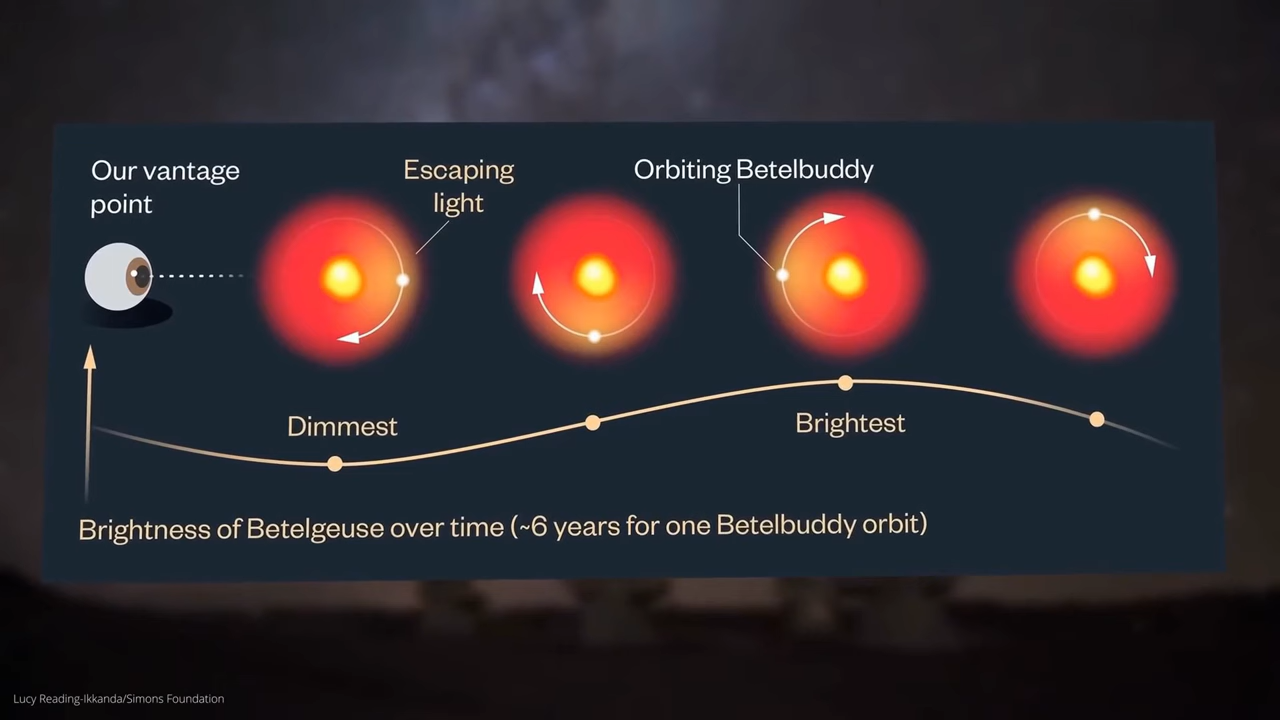 Our vantage
point
Escaping
light
Orbiting Betelbuddy
Dimmest
Brightest
Brightness of Betelgeuse over time (~6 years for one Betelbuddy orbit)
Lucy Reading-Ikkanda/Simons Foundation